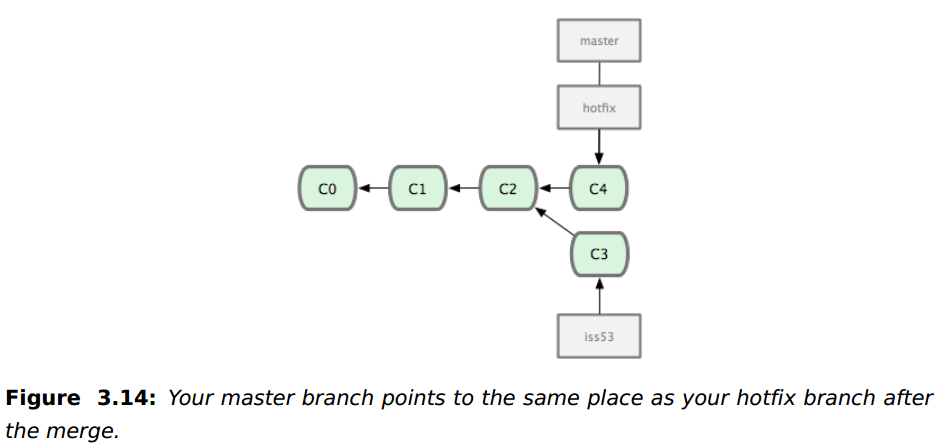 master
hotfix
C0 C1 C2 C4
C3
iss53
Figure 3.14: Your master branch points to the same place as your hotfix branch after
the merge.